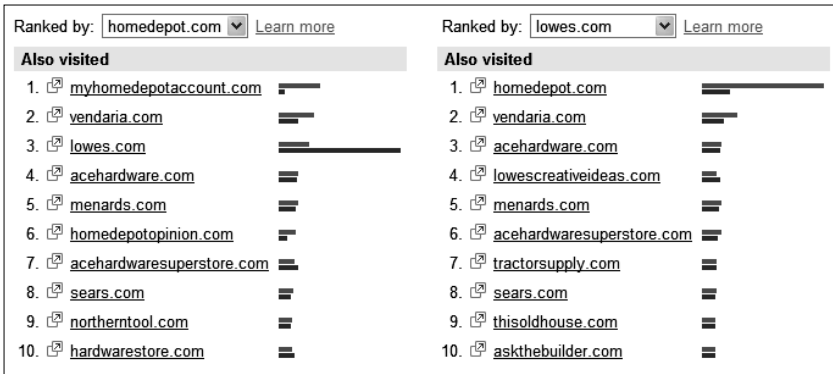 Ranked by: homedepot.com Learn more
Also visited
1. myhomedepotaccount.com
2. vendaria.com
3. lowes.com
4. acehardware.com
5. menards.com
6. homedepotopinion.com
7. acehardwaresuperstore.com
8. sears.com
9. northerntool.com
10. hardwarestore.com
Ranked by: lowes.com Learn more
Also visited
1. homedepot.com
2. vendaria.com
3. acehardware.com
4. lowescreativeideas.com
5. menards.com
6. acehardwaresuperstore.com
7. tractorsupply.com
8. sears.com
9. thisoldhouse.com
10. askthebuilder.com